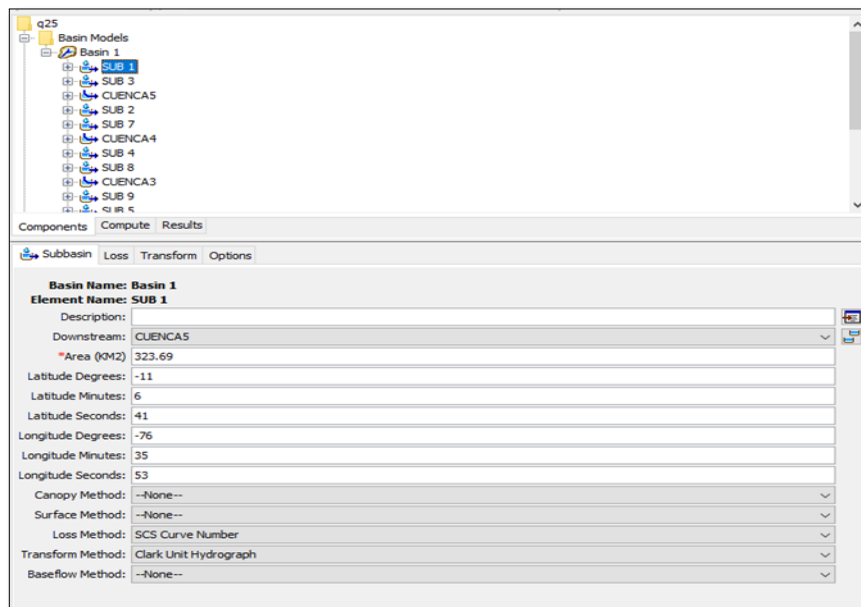 q25
Basin Models
Basin 1
SUB 1
SUB 3
CUENCA5
SUB 2
SUB 7
CUENCA4
SUB 4
SUB 8
CUENCA3
SUB 9
SUB 5
Components Compute Results
Subbasin Loss Transform Options
Basin Name: Basin 1
Element Name: SUB 1
Description:
Downstream: CUENCA5
*Area (KM2) 323.69
Latitude Degrees: -11
Latitude Minutes: 6
Latitude Seconds: 41
Longitude Degrees: -76
Longitude Minutes: 35
Longitude Seconds: 53
Canopy Method: --None--
Surface Method: --None--
Loss Method: SCS Curve Number
Transform Method: Clark Unit Hydrograph
Baseflow Method: --None--